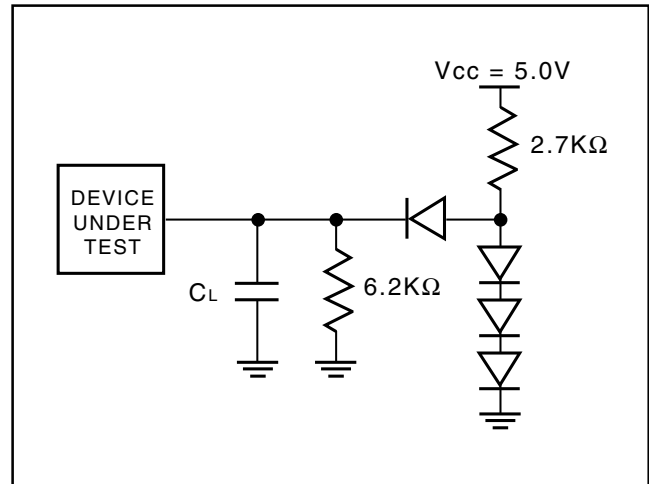 Vcc = 5.0V
2.7KΩ
DEVICE
UNDER
TEST
CL
6.2KΩ